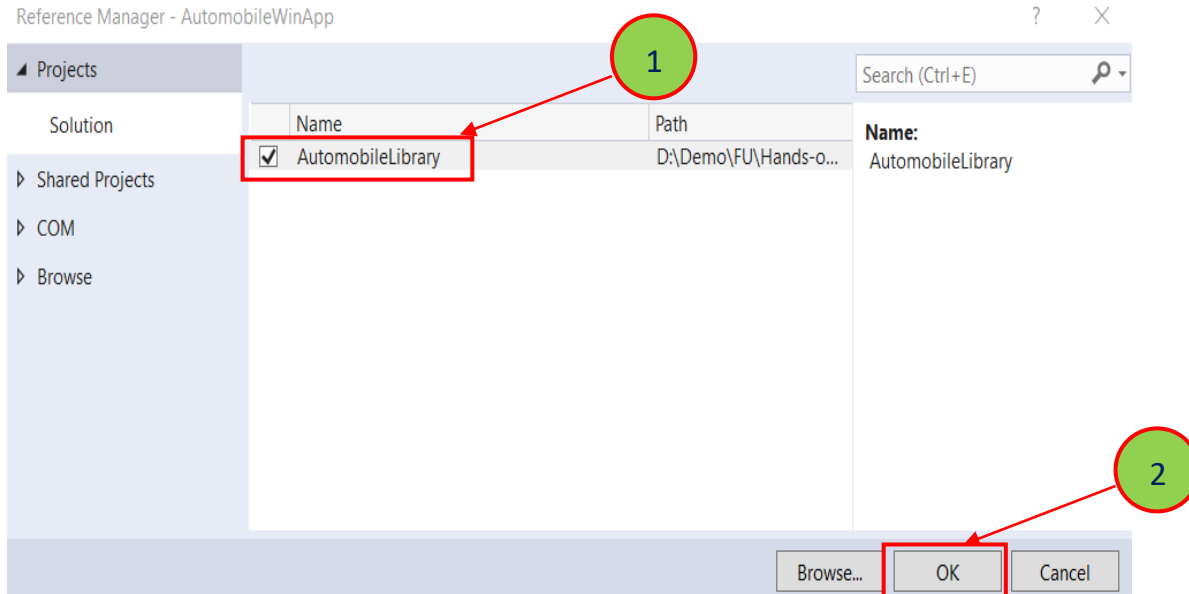 Reference Manager - AutomobileWinApp ? X
1
Projects
Search (Ctrl+E)
Solution
Name Path
Name:
AutomobileLibrary D:\Demo\FU\Hands-o...
AutomobileLibrary
Shared Projects
COM
Browse
2
Browse... OK Cancel